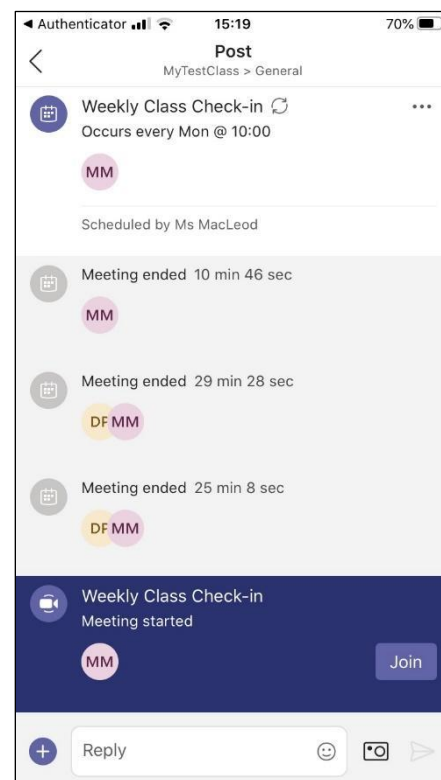 ◀ Authenticator 15:19 70%
Post
MyTestClass > General
Weekly Class Check-in
Occurs every Mon @ 10:00
MM
Scheduled by Ms MacLeod
Meeting ended 10 min 46 sec
MM
Meeting ended 29 min 28 sec
DF MM
Meeting ended 25 min 8 sec
DF MM
Weekly Class Check-in
Meeting started
MM
Join
Reply